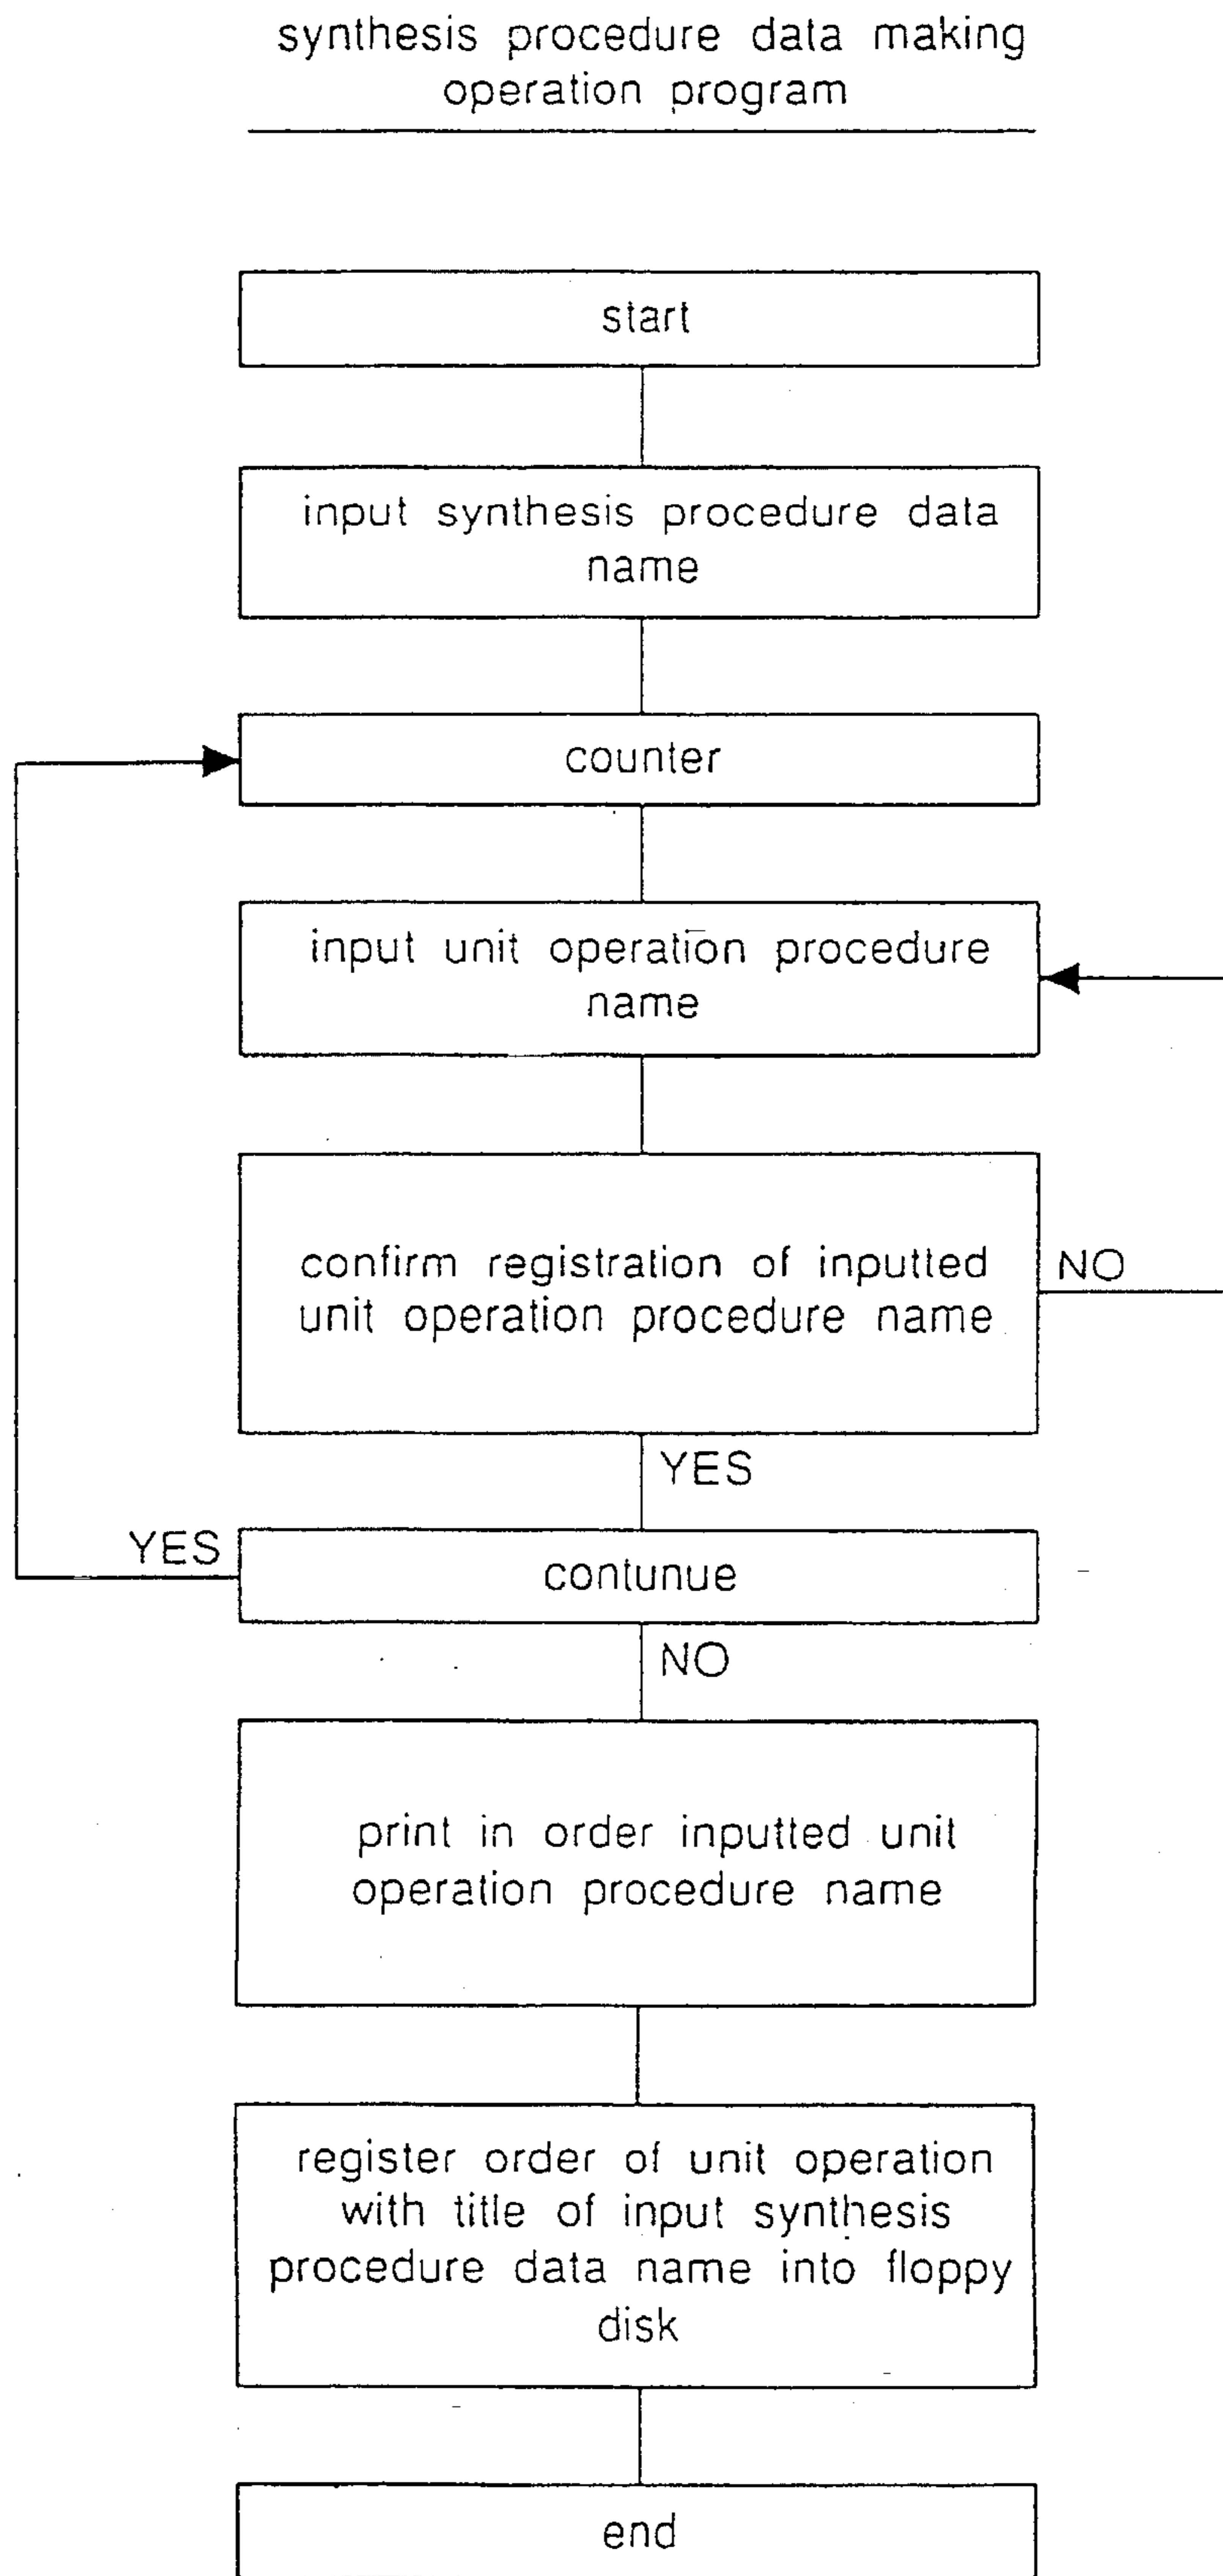 synthesis procedure data making
operation program
start
input synthesis procedure data
name
counter
input unit operation procedure
name
confirm registration of inputted
unit operation procedure name
NO
YES
YES
contunue
NO
print in order inputted unit
operation procedure name
register order of unit operation
with title of input synthesis
procedure data name into floppy
disk
end